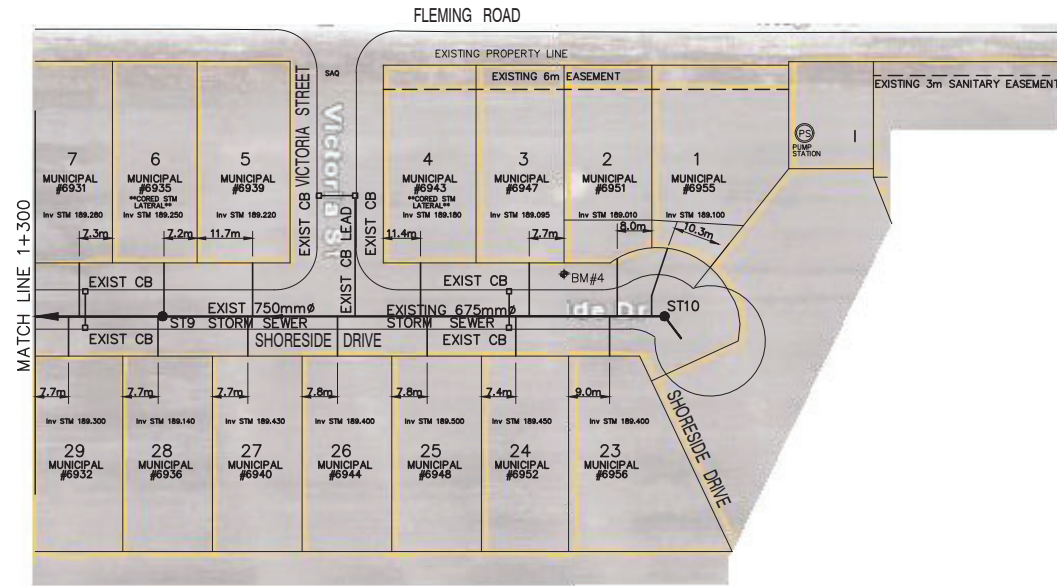 FLEMING ROAD
EXISTING PROPERTY LINE
EXISTING 6m EASEMENT
EXISTING 3m SANITARY EASEMENT
SAQ
VICTORIA STREET
Victoria St
EXIST CB
EXIST CB
EXIST CB LEAD
PS
PUMP
STATION
I
7
MUNICIPAL
#6931
Inv STM 189.280
7.3m
6
MUNICIPAL
#6935
**CORED STM
LATERAL**
Inv STM 189.250
7.2m
5
MUNICIPAL
#6939
Inv STM 189.220
11.7m
4
MUNICIPAL
#6943
**CORED STM
LATERAL**
Inv STM 189.180
11.4m
3
MUNICIPAL
#6947
Inv STM 189.095
7.7m
2
MUNICIPAL
#6951
Inv STM 189.010
8.0m
1
MUNICIPAL
#6955
Inv STM 189.100
10.3m
MATCH LINE 1+300
EXIST CB
EXIST CB
BM#4
EXIST 750mmø
STORM SEWER
EXISTING 675mmø
STORM SEWER
ide Dr
ST10
ST9
EXIST CB
SHORESIDE DRIVE
EXIST CB
7.7m
7.7m
7.7m
7.8m
7.8m
7.4m
9.0m
Inv STM 189.300
29
MUNICIPAL
#6932
Inv STM 189.140
28
MUNICIPAL
#6936
Inv STM 189.430
27
MUNICIPAL
#6940
Inv STM 189.400
26
MUNICIPAL
#6944
Inv STM 189.500
25
MUNICIPAL
#6948
Inv STM 189.450
24
MUNICIPAL
#6952
Inv STM 189.400
23
MUNICIPAL
#6956
SHORESIDE DRIVE